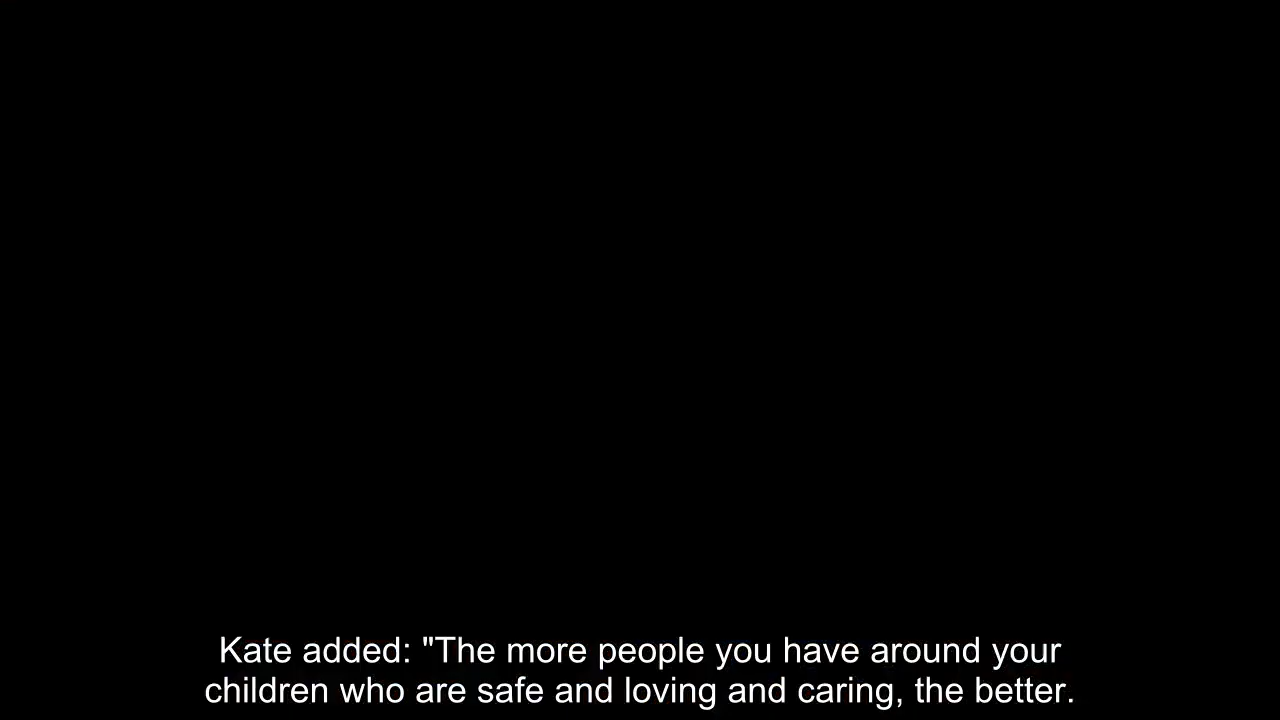 Kate added: "The more people you have around your
children who are safe and loving and caring, the better.